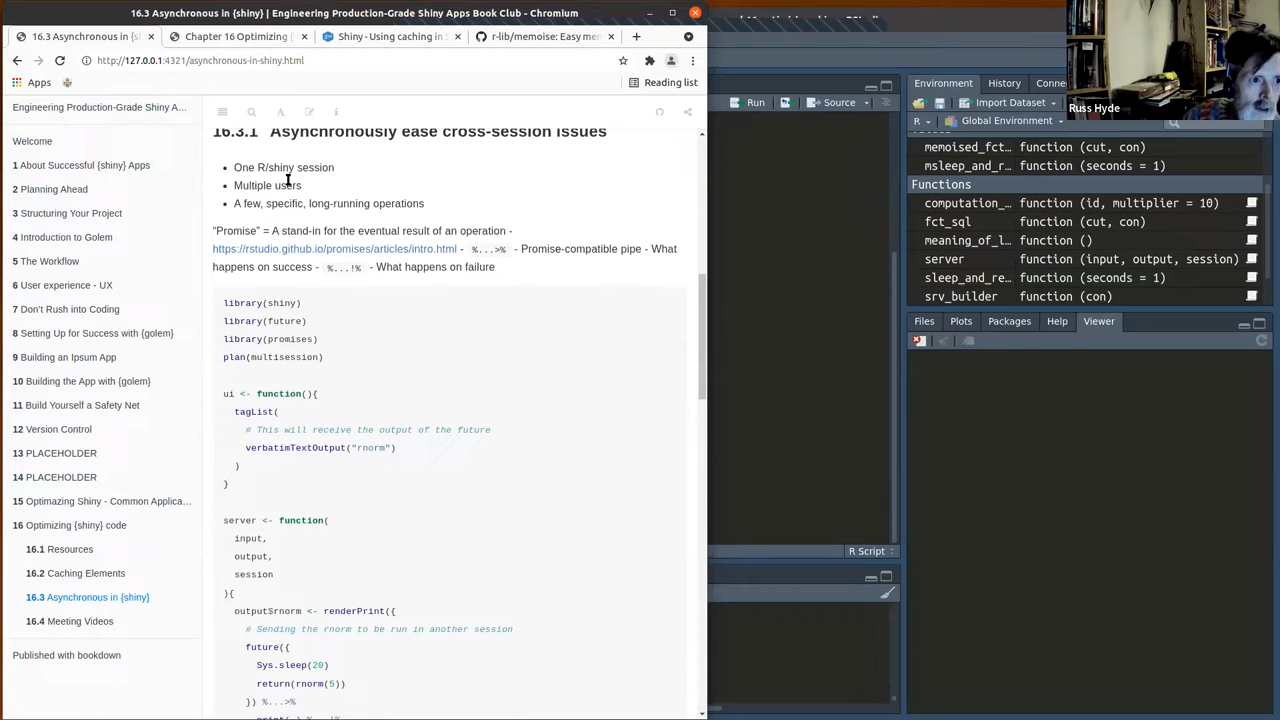 16.3 Asynchronous in {shiny} | Engineering Production-Grade Shiny Apps Book Club - Chromium
16.3 Asynchronous in {s
Chapter 16 Optimizing {
Shiny - Using caching in S
r-lib/memoise: Easy mem
http://127.0.0.1:4321/asynchronous-in-shiny.html
Apps
Reading list
Engineering Production-Grade Shiny A...
Welcome
1 About Successful {shiny} Apps
2 Planning Ahead
3 Structuring Your Project
4 Introduction to Golem
5 The Workflow
6 User experience - UX
7 Don't Rush into Coding
8 Setting Up for Success with {golem}
9 Building an Ipsum App
10 Building the App with {golem}
11 Build Yourself a Safety Net
12 Version Control
13 PLACEHOLDER
14 PLACEHOLDER
15 Optimazing Shiny - Common Applica...
16 Optimizing {shiny} code
16.1 Resources
16.2 Caching Elements
16.3 Asynchronous in {shiny}
16.4 Meeting Videos
Published with bookdown
16.3.1 Asynchronously ease cross-session issues
• One R/shiny session
• Multiple users
• A few, specific, long-running operations
“Promise” = A stand-in for the eventual result of an operation -
https://rstudio.github.io/promises/articles/intro.html - %...>% - Promise-compatible pipe - What
happens on success - %...!% - What happens on failure
library(shiny)
library(future)
library(promises)
plan(multisession)
ui <- function(){
tagList(
# This will receive the output of the future
verbatimTextOutput("rnorm")
)
}
server <- function(
input,
output,
session
){
output$rnorm <- renderPrint({
# Sending the rnorm to be run in another session
future({
Sys.sleep(20)
return(rnorm(5))
}) %...>%
Run
Source
R Script
Environment
History
Conne
Import Dataset
R
Global Environment
memoised_fct... function (cut, con)
msleep_and_r... function (seconds = 1)
Functions
computation_... function (id, multiplier = 10)
fct_sql function (cut, con)
meaning_of_l... function ()
server function (input, output, session)
sleep_and_re... function (seconds = 1)
srv_builder function (con)
Files
Plots
Packages
Help
Viewer
Russ Hyde